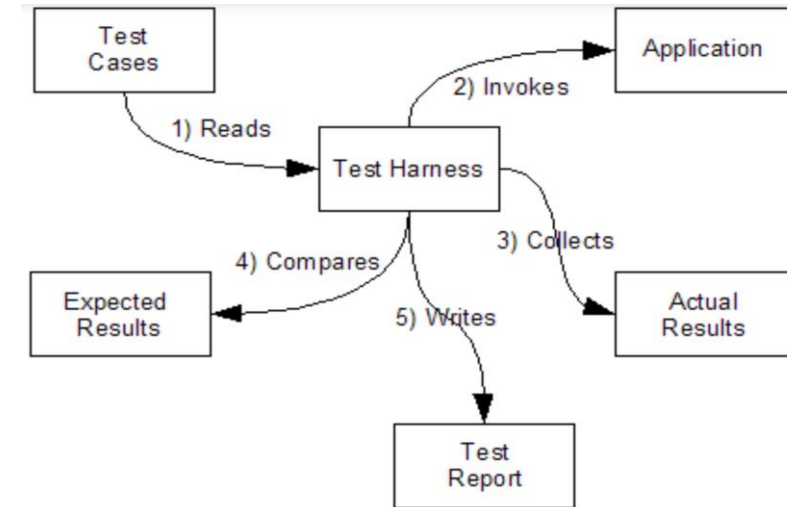 Test
Cases
Application
2) Invokes
1) Reads
Test Harness
3) Collects
4) Compares
Expected
Results
5) Writes
Actual
Results
Test
Report